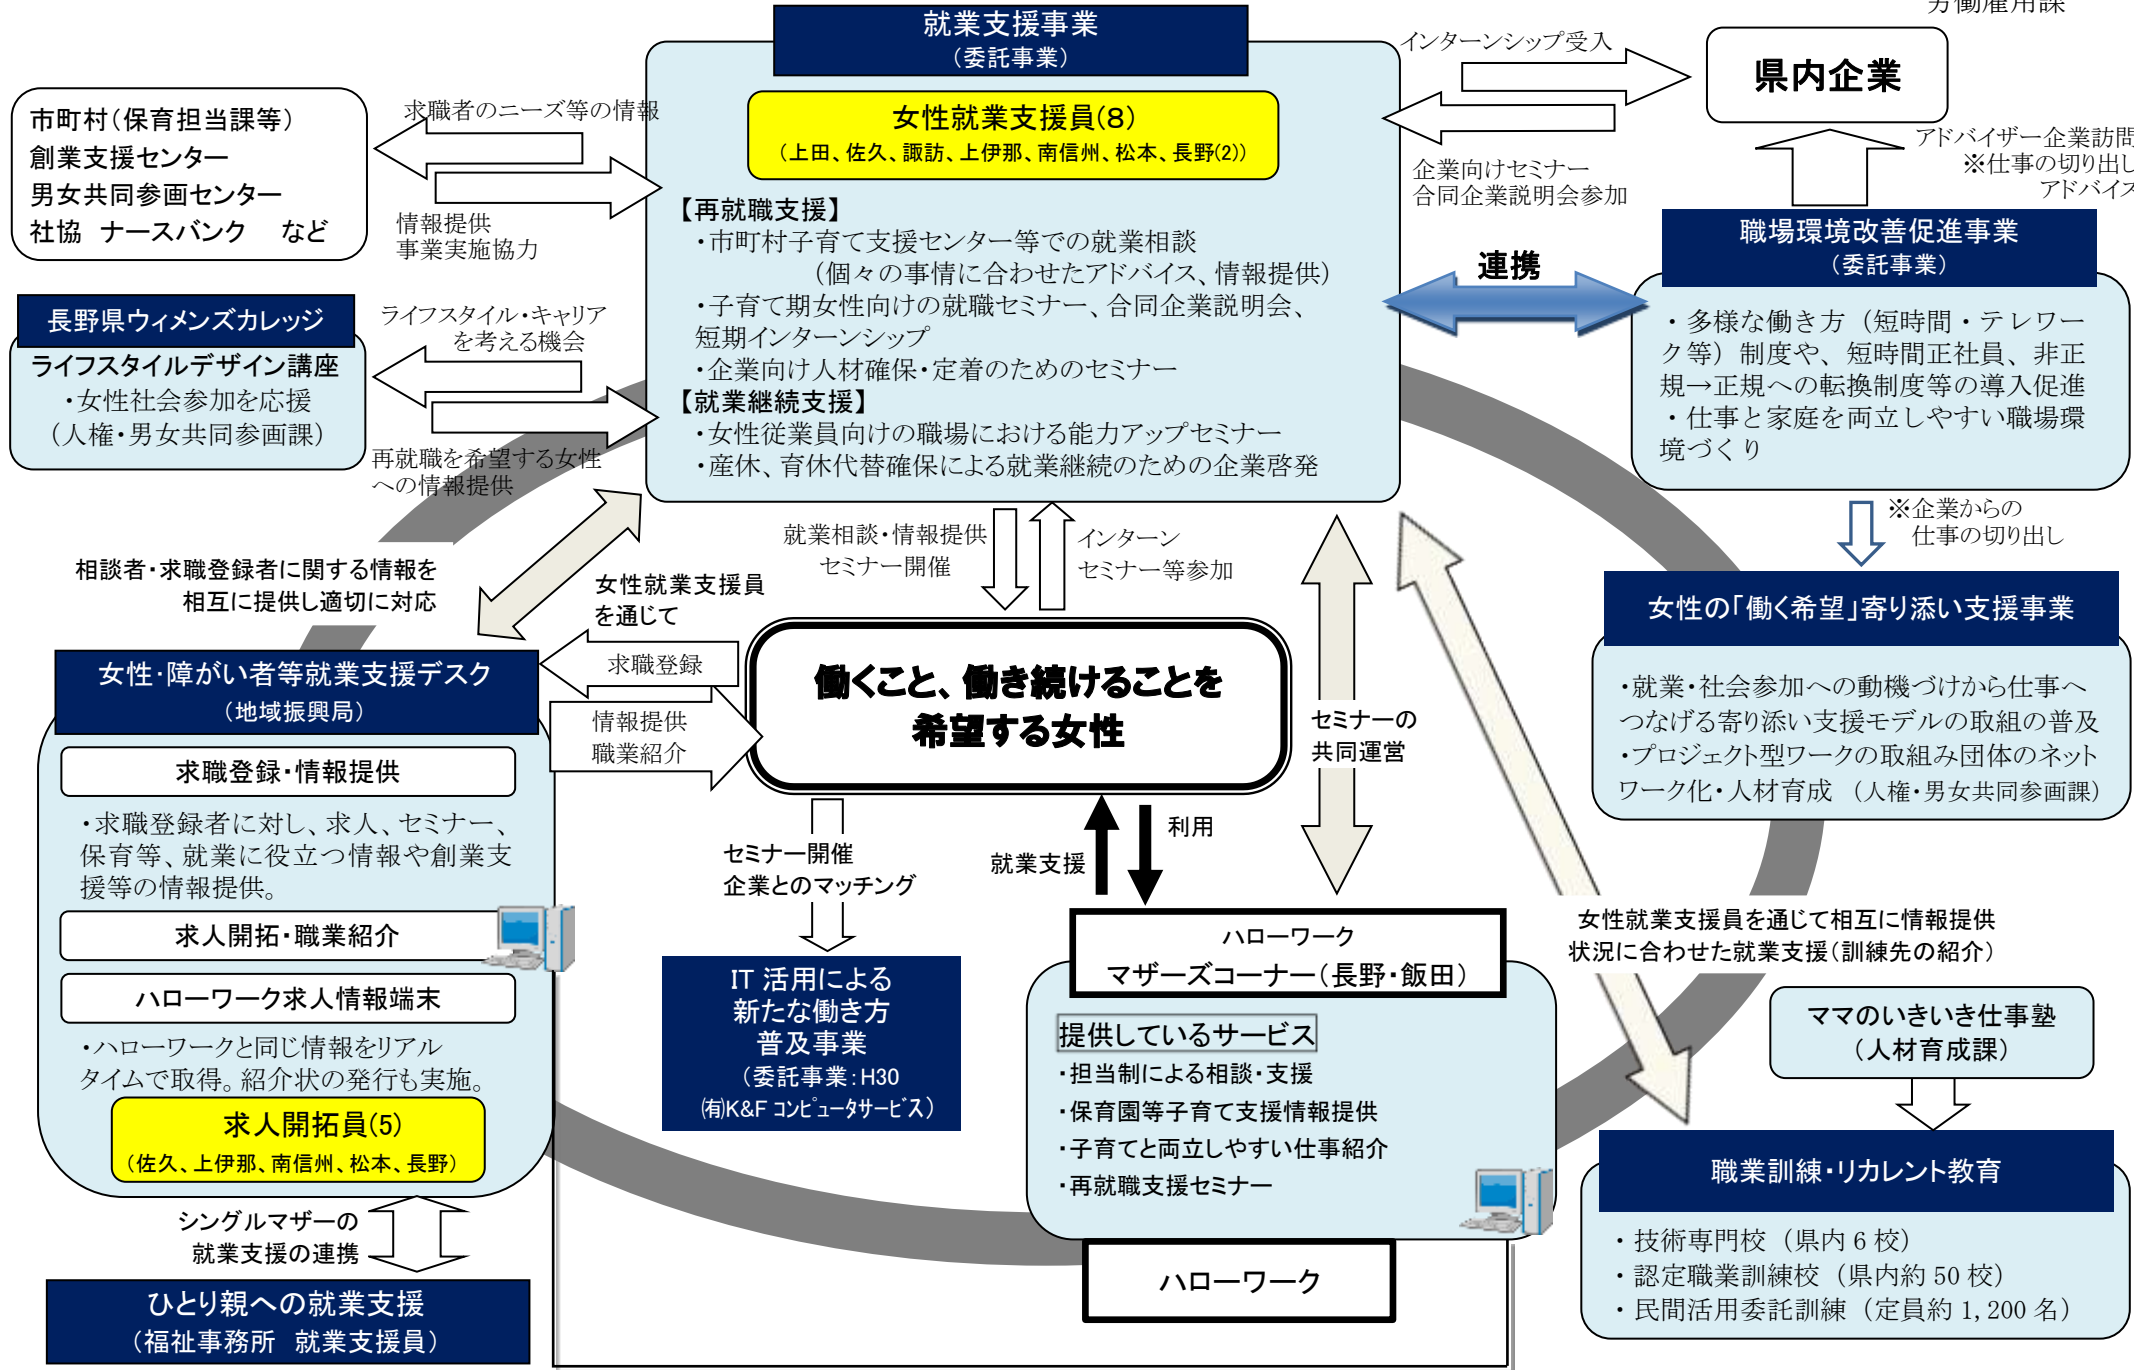 労働雇用課
就業支援事業
（委託事業）
女性就業支援員(8)
（上田、佐久、諏訪、上伊那、南信州、松本、長野(2)）
【再就職支援】
・市町村子育て支援センター等での就業相談
（個々の事情に合わせたアドバイス、情報提供）
・子育て期女性向けの就職セミナー、合同企業説明会、
短期インターンシップ
・企業向け人材確保・定着のためのセミナー
【就業継続支援】
・女性従業員向けの職場における能力アップセミナー
・産休、育休代替確保による就業継続のための企業啓発
市町村（保育担当課等）
創業支援センター
男女共同参画センター
社協　ナースバンク　など
求職者のニーズ等の情報
情報提供
事業実施協力
長野県ウィメンズカレッジ
ライフスタイルデザイン講座
・女性社会参加を応援
（人権・男女共同参画課）
ライフスタイル・キャリア
を考える機会
再就職を希望する女性
への情報提供
インターンシップ受入
県内企業
企業向けセミナー
合同企業説明会参加
アドバイザー企業訪問
※仕事の切り出し
アドバイス
連携
職場環境改善促進事業
（委託事業）
・多様な働き方（短時間・テレワー
ク等）制度や、短時間正社員、非正
規→正規への転換制度等の導入促進
・仕事と家庭を両立しやすい職場環
境づくり
※企業からの
仕事の切り出し
女性の「働く希望」寄り添い支援事業
・就業・社会参加への動機づけから仕事へ
つなげる寄り添い支援モデルの取組の普及
・プロジェクト型ワークの取組み団体のネット
ワーク化・人材育成（人権・男女共同参画課）
就業相談・情報提供
セミナー開催
インターン
セミナー等参加
相談者・求職登録者に関する情報を
相互に提供し適切に対応
女性就業支援員
を通じて
求職登録
情報提供
職業紹介
働くこと、働き続けることを
希望する女性
セミナーの
共同運営
女性・障がい者等就業支援デスク
（地域振興局）
求職登録・情報提供
・求職登録者に対し、求人、セミナー、
保育等、就業に役立つ情報や創業支
援等の情報提供。
求人開拓・職業紹介
ハローワーク求人情報端末
・ハローワークと同じ情報をリアル
タイムで取得。紹介状の発行も実施。
求人開拓員(5)
（佐久、上伊那、南信州、松本、長野）
シングルマザーの
就業支援の連携
ひとり親への就業支援
（福祉事務所　就業支援員）
セミナー開催
企業とのマッチング
IT 活用による
新たな働き方
普及事業
（委託事業：H30
㈲K&F コンピュータサービス）
就業支援
利用
ハローワーク
マザーズコーナー（長野・飯田）
提供しているサービス
・担当制による相談・支援
・保育園等子育て支援情報提供
・子育てと両立しやすい仕事紹介
・再就職支援セミナー
ハローワーク
女性就業支援員を通じて相互に情報提供
状況に合わせた就業支援（訓練先の紹介）
ママのいきいき仕事塾
（人材育成課）
職業訓練・リカレント教育
・技術専門校（県内 6 校）
・認定職業訓練校（県内約 50 校）
・民間活用委託訓練（定員約 1,200 名）